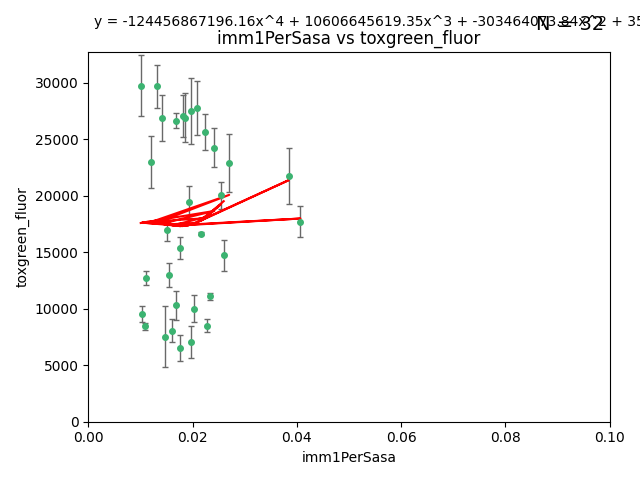 y = -124456867196.16x^4 + 10606645619.35x^3 + -303464073.84x^2 + 35
N = 32
imm1PerSasa vs toxgreen_fluor
30000
25000
20000
15000
10000
5000
0
toxgreen_fluor
0.00 0.02 0.04 0.06 0.08 0.10
imm1PerSasa